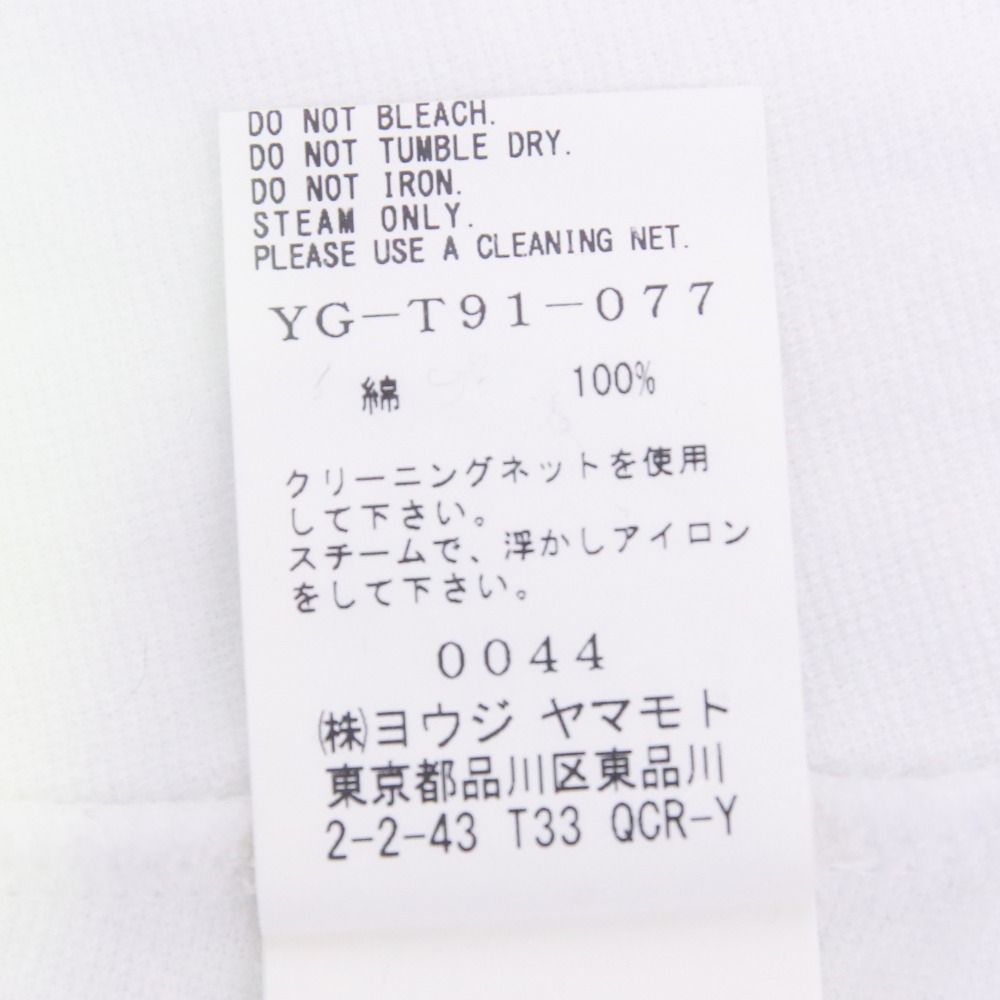 DO NOT BLEACH.
DO NOT TUMBLE DRY.
DO NOT IRON.
STEAM ONLY.
PLEASE USE A CLEANING NET.
YG-T91-077
綿 100%
クリーニングネットを使用
して下さい。
スチームで、浮かしアイロン
をして下さい。
0044
㈱ヨウジ ヤマモト
東京都品川区東品川
2-2-43 T33 QCR-Y